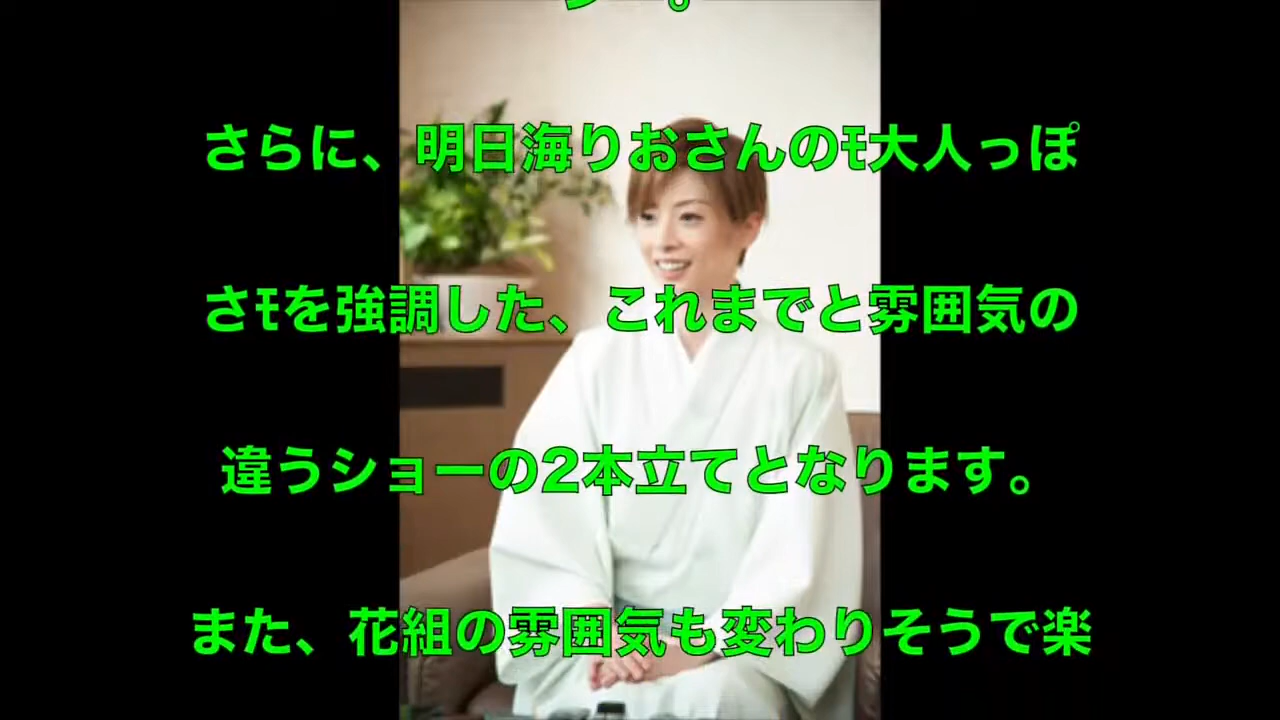 さらに、明日海りおさんのﾓ大人っぽ
さﾓを強調した、これまでと雰囲気の
違うショーの2本立てとなります。
また、花組の雰囲気も変わりそうで楽